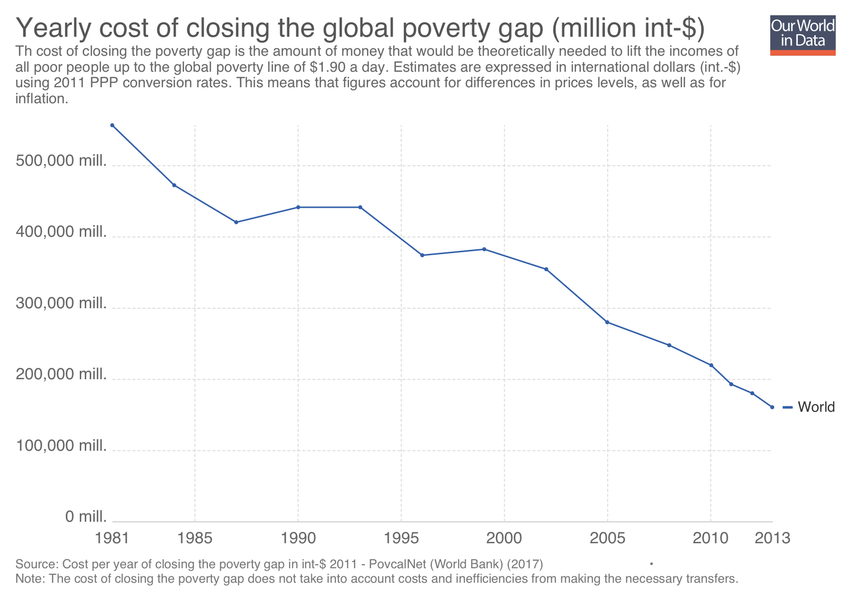 Yearly cost of closing the global poverty gap (million int-$)
Our World
in Data
Th cost of closing the poverty gap is the amount of money that would be theoretically needed to lift the incomes of
all poor people up to the global poverty line of $1.90 a day. Estimates are expressed in international dollars (int.-$)
using 2011 PPP conversion rates. This means that figures account for differences in prices levels, as well as for
inflation.
500,000 mill.
400,000 mill.
300,000 mill.
200,000 mill.
100,000 mill.
0 mill.
World
1981 1985 1990 1995 2000 2005 2010 2013
Source: Cost per year of closing the poverty gap in int-$ 2011 - PovcalNet (World Bank) (2017)
Note: The cost of closing the poverty gap does not take into account costs and inefficiencies from making the necessary transfers.